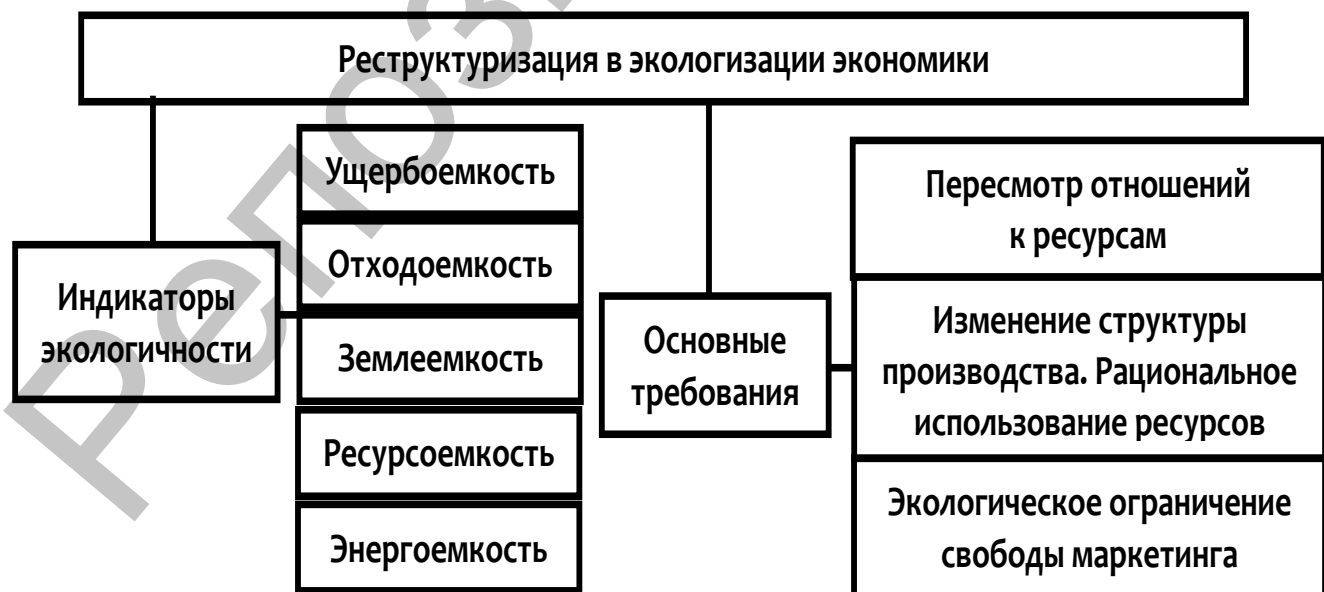 Реструктуризация в экологизации экономики
Индикаторы
экологичности
Ущербоемкость
Отходоемкость
Землеемкость
Ресурсоемкость
Энергоемкость
Основные
требования
Пересмотр отношений
к ресурсам
Изменение структуры
производства. Рациональное
использование ресурсов
Экологическое ограничение
свободы маркетинга